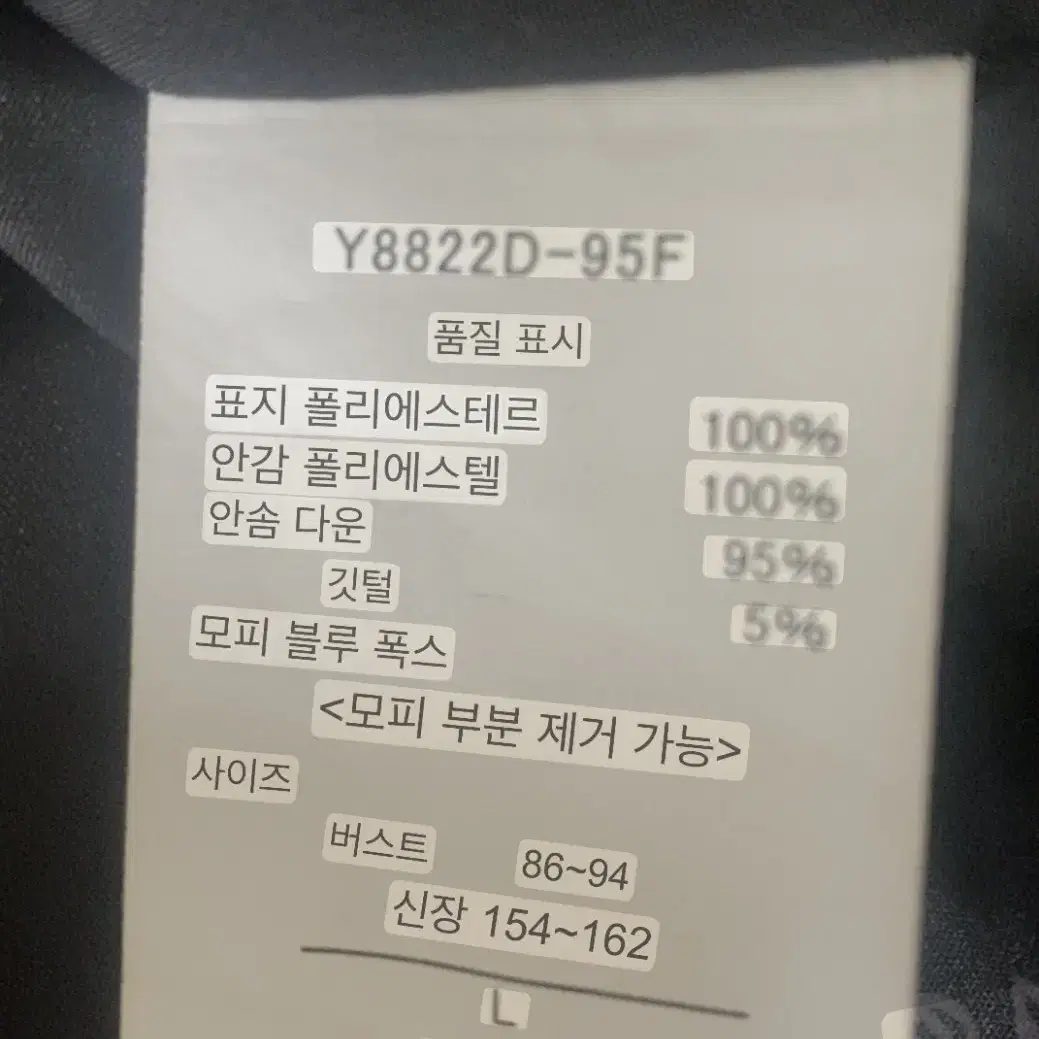 Y8822D-95F
품질 표시
표지 폴리에스테르 100%
안감 폴리에스텔 100%
안솜 다운 95%
깃털 5%
모피 블루 폭스
<모피 부분 제거 가능>
사이즈
버스트 86~94
신장 154~162
L